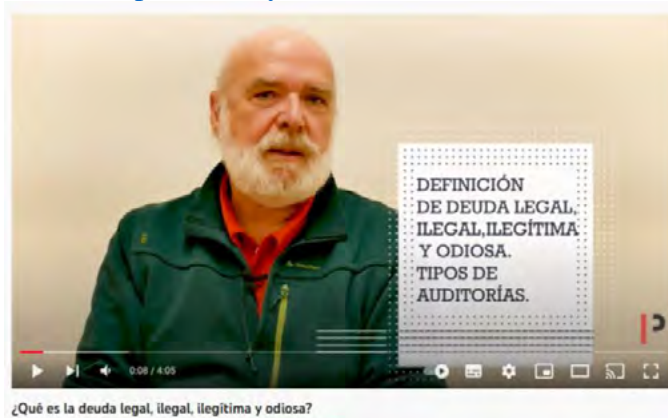 DEFINICIÓN
DE DEUDA LEGAL,
ILEGAL,ILEGÍTIMA
Y ODIOSA.
TIPOS DE
AUDITORÍAS.
0:08 / 4:05
¿Qué es la deuda legal, ilegal, ilegítima y odiosa?